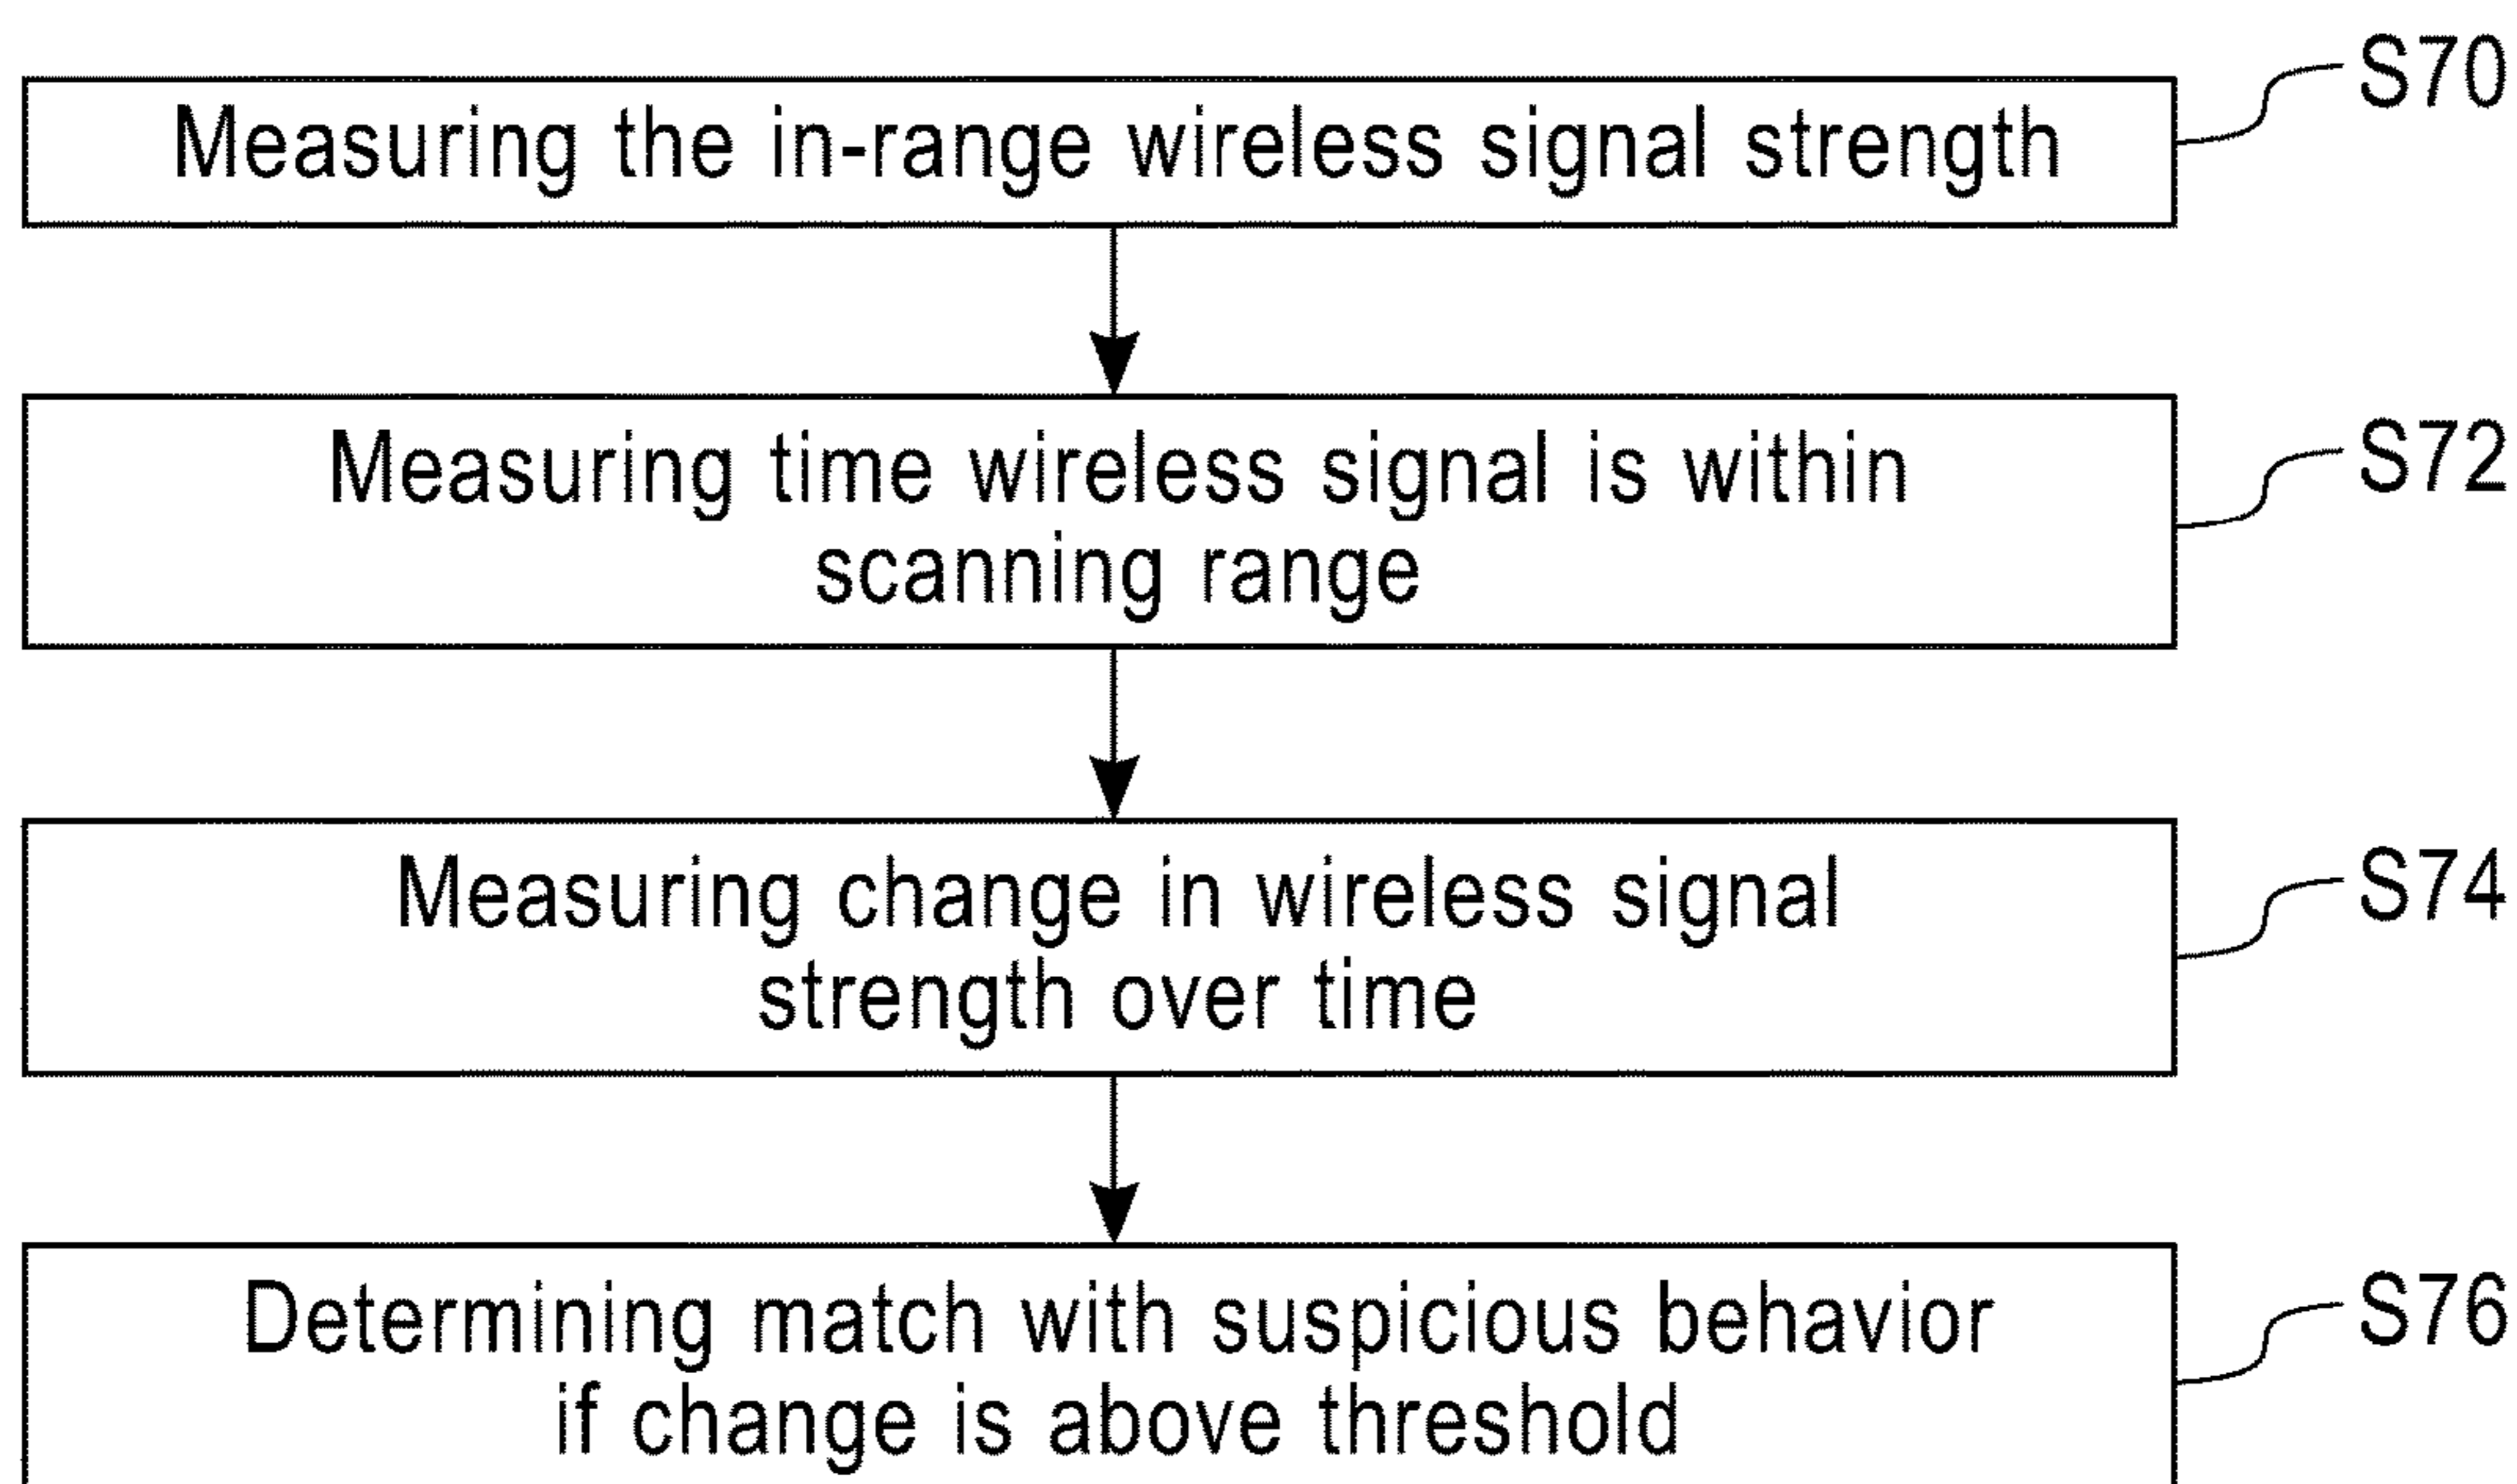 S70
Measuring the in-range wireless signal strength
S72
Measuring time wireless signal is within
scanning range
S74
Measuring change in wireless signal
strength over time
S76
Determining match with suspicious behavior
if change is above threshold